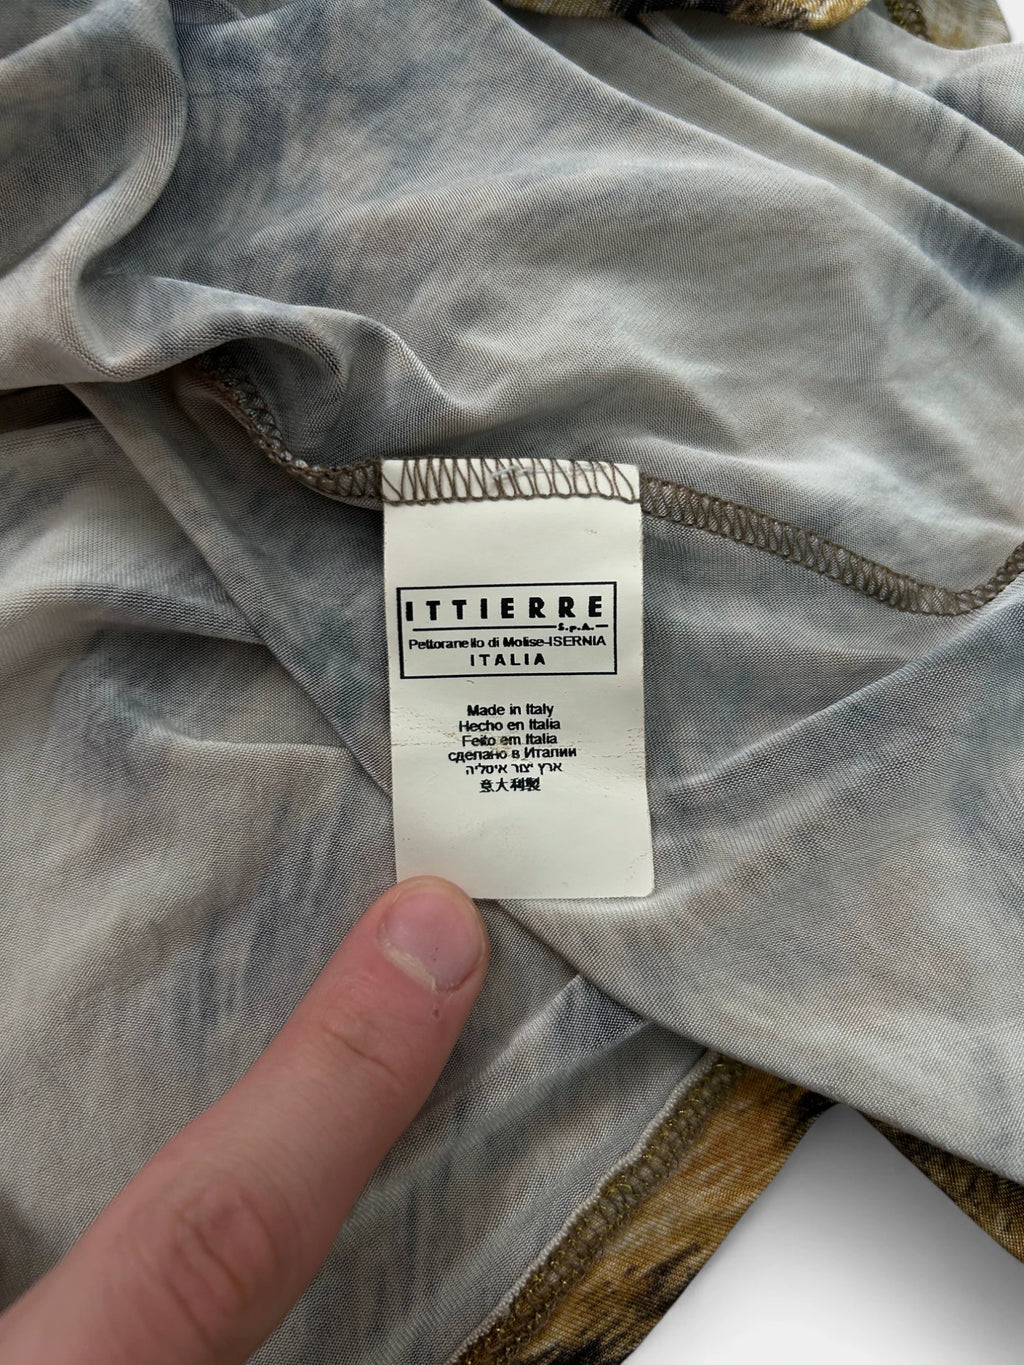 ITTIERRE
S.p.A.
Pettoranello di Molise-ISERNIA
ITALIA
Made in Italy
Hecho en Italia
Feito em Italia
сделано в Италии
ארץ יצור איטליה
意大利製